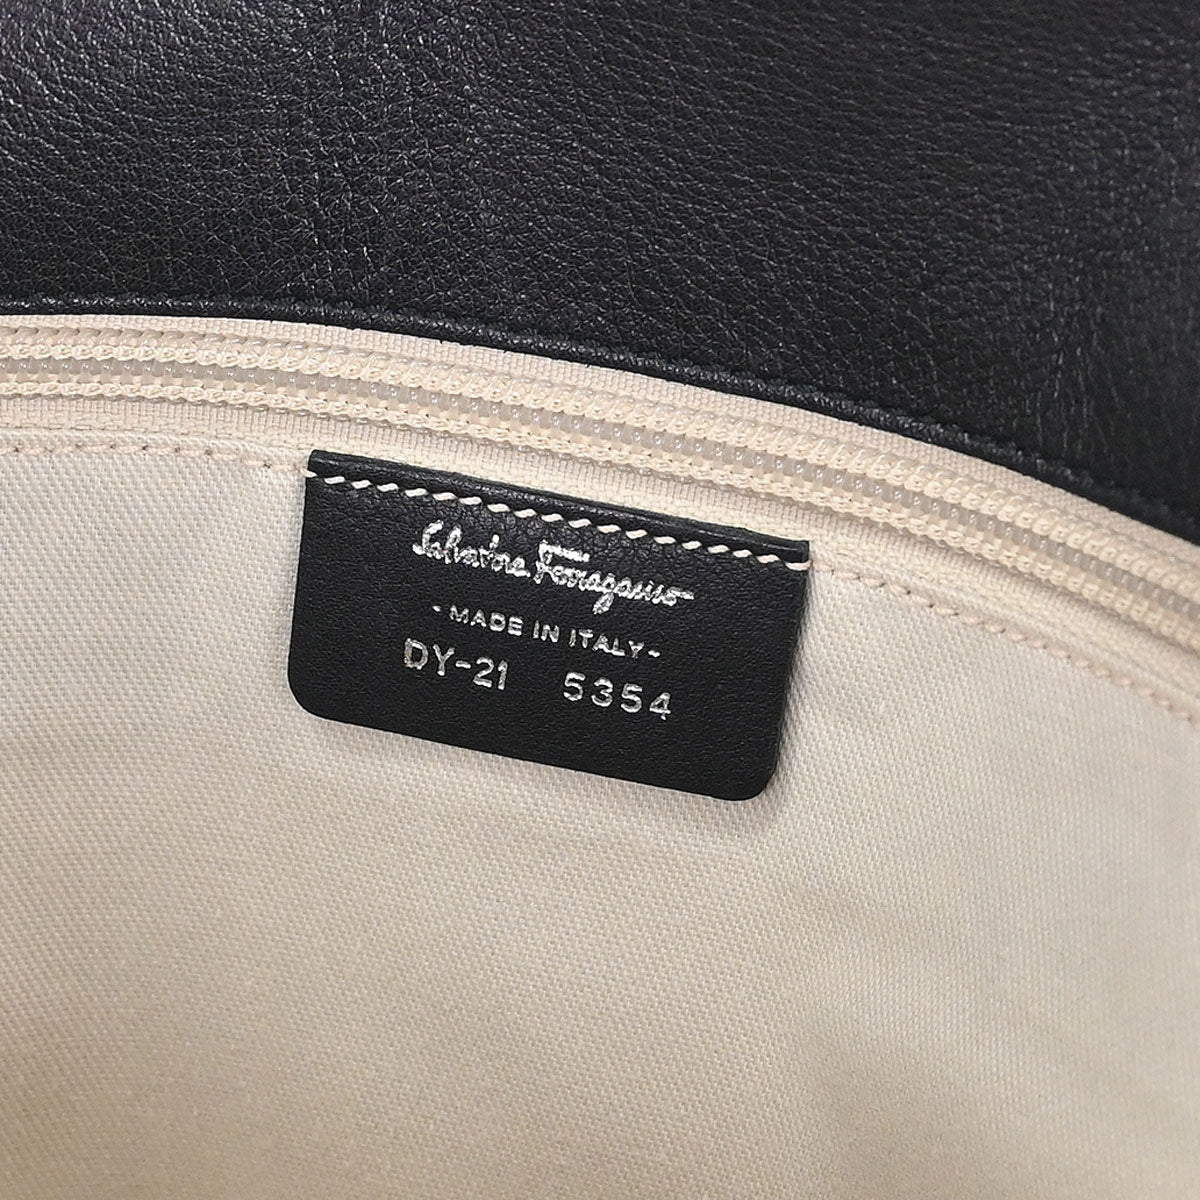 Salvatore Ferragamo
- MADE IN ITALY -
DY-21 5354